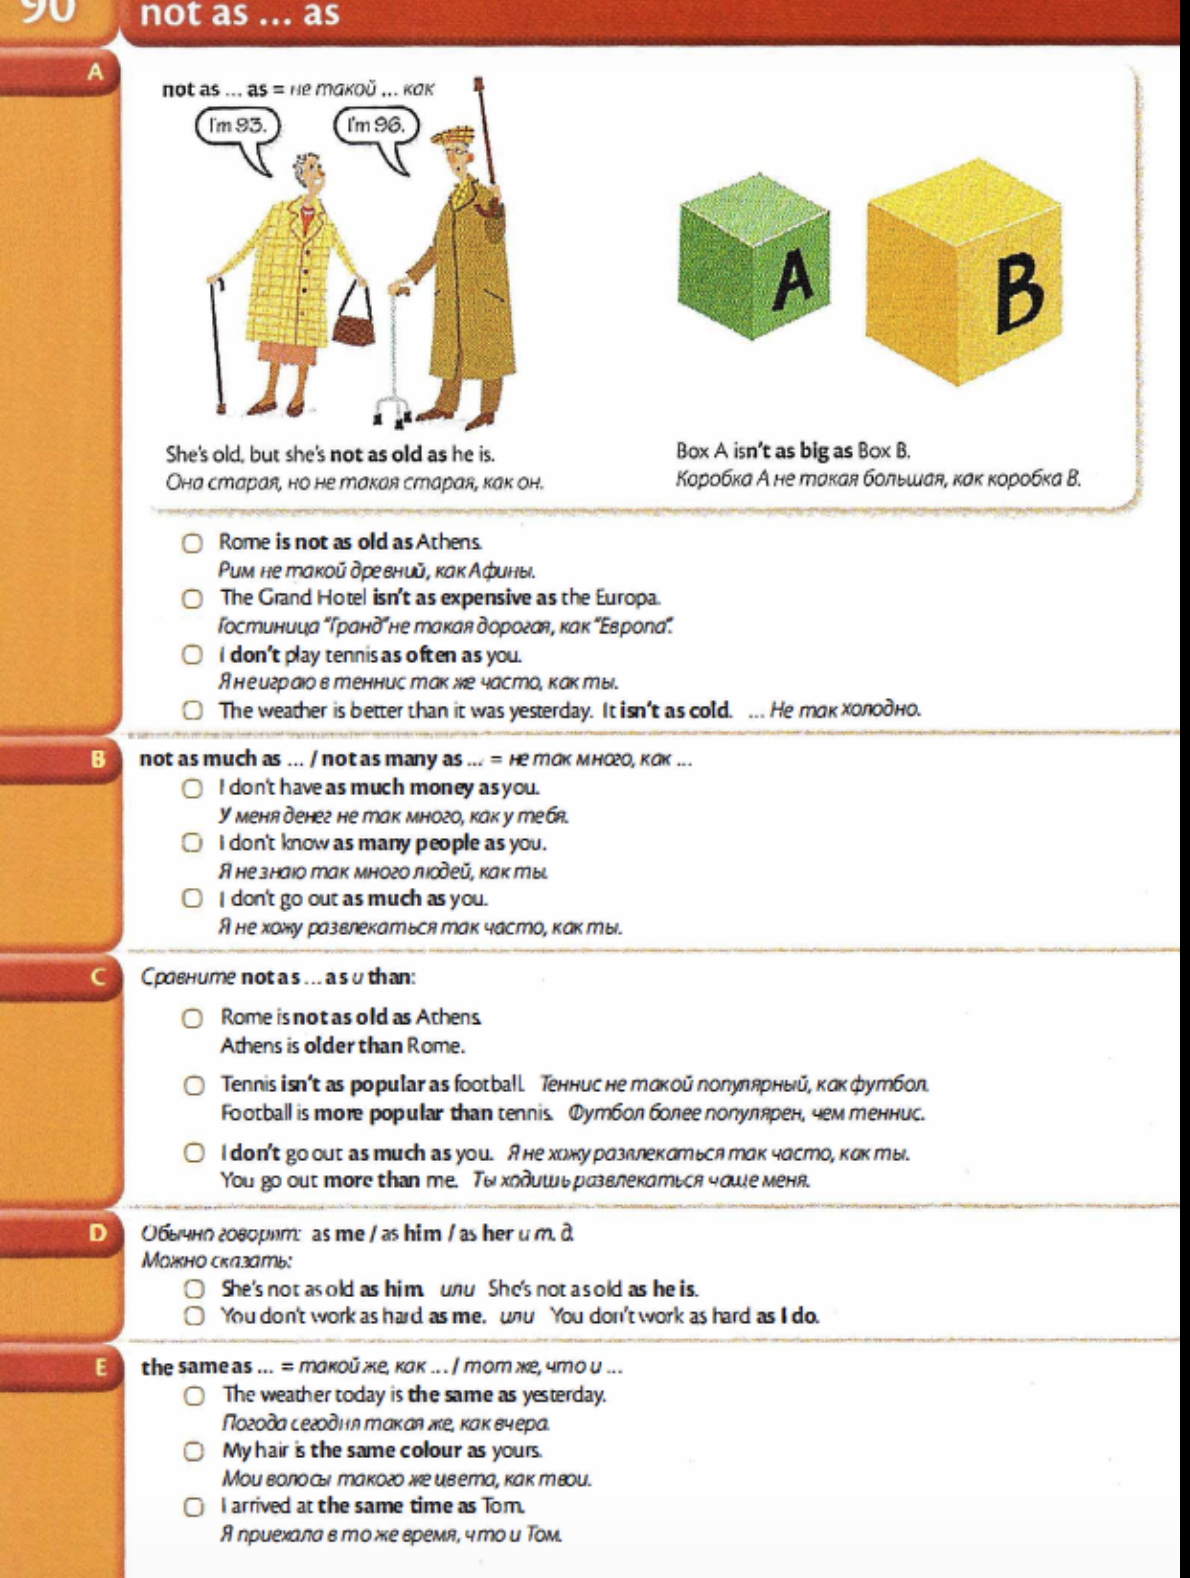 90
not as ... as
A
not as ... as = не такой ... как
I'm 93.
I'm 96.
A
B
She's old, but she's not as old as he is.
Она старая, но не такая старая, как он.
Box A isn't as big as Box B.
Коробка А не такая большая, как коробка В.
Rome is not as old as Athens.
Рим не такой древний, как Афины.
The Grand Hotel isn't as expensive as the Europa.
Гостиница "Гранд" не такая дорогая, как "Европа".
I don't play tennis as often as you.
Я не играю в теннис так же часто, как ты.
The weather is better than it was yesterday. It isn't as cold. ... Не так холодно.
B
not as much as ... / not as many as ... = не так много, как ...
I don't have as much money as you.
У меня денег не так много, как у тебя.
I don't know as many people as you.
Я не знаю так много людей, как ты.
I don't go out as much as you.
Я не хожу развлекаться так часто, как ты.
C
Сравните not as ... as и than:
Rome is not as old as Athens.
Athens is older than Rome.
Tennis isn't as popular as football. Теннис не такой популярный, как футбол.
Football is more popular than tennis. Футбол более популярен, чем теннис.
I don't go out as much as you. Я не хожу развлекаться так часто, как ты.
You go out more than me. Ты ходишь развлекаться чаще меня.
D
Обычно говорят: as me / as him / as her и т. д.
Можно сказать:
She's not as old as him. или She's not as old as he is.
You don't work as hard as me. или You don't work as hard as I do.
E
the same as ... = такой же, как ... / тот же, что и ...
The weather today is the same as yesterday.
Погода сегодня такая же, как вчера.
My hair is the same colour as yours.
Мои волосы такого же цвета, как твои.
I arrived at the same time as Tom.
Я приехала в то же время, что и Том.